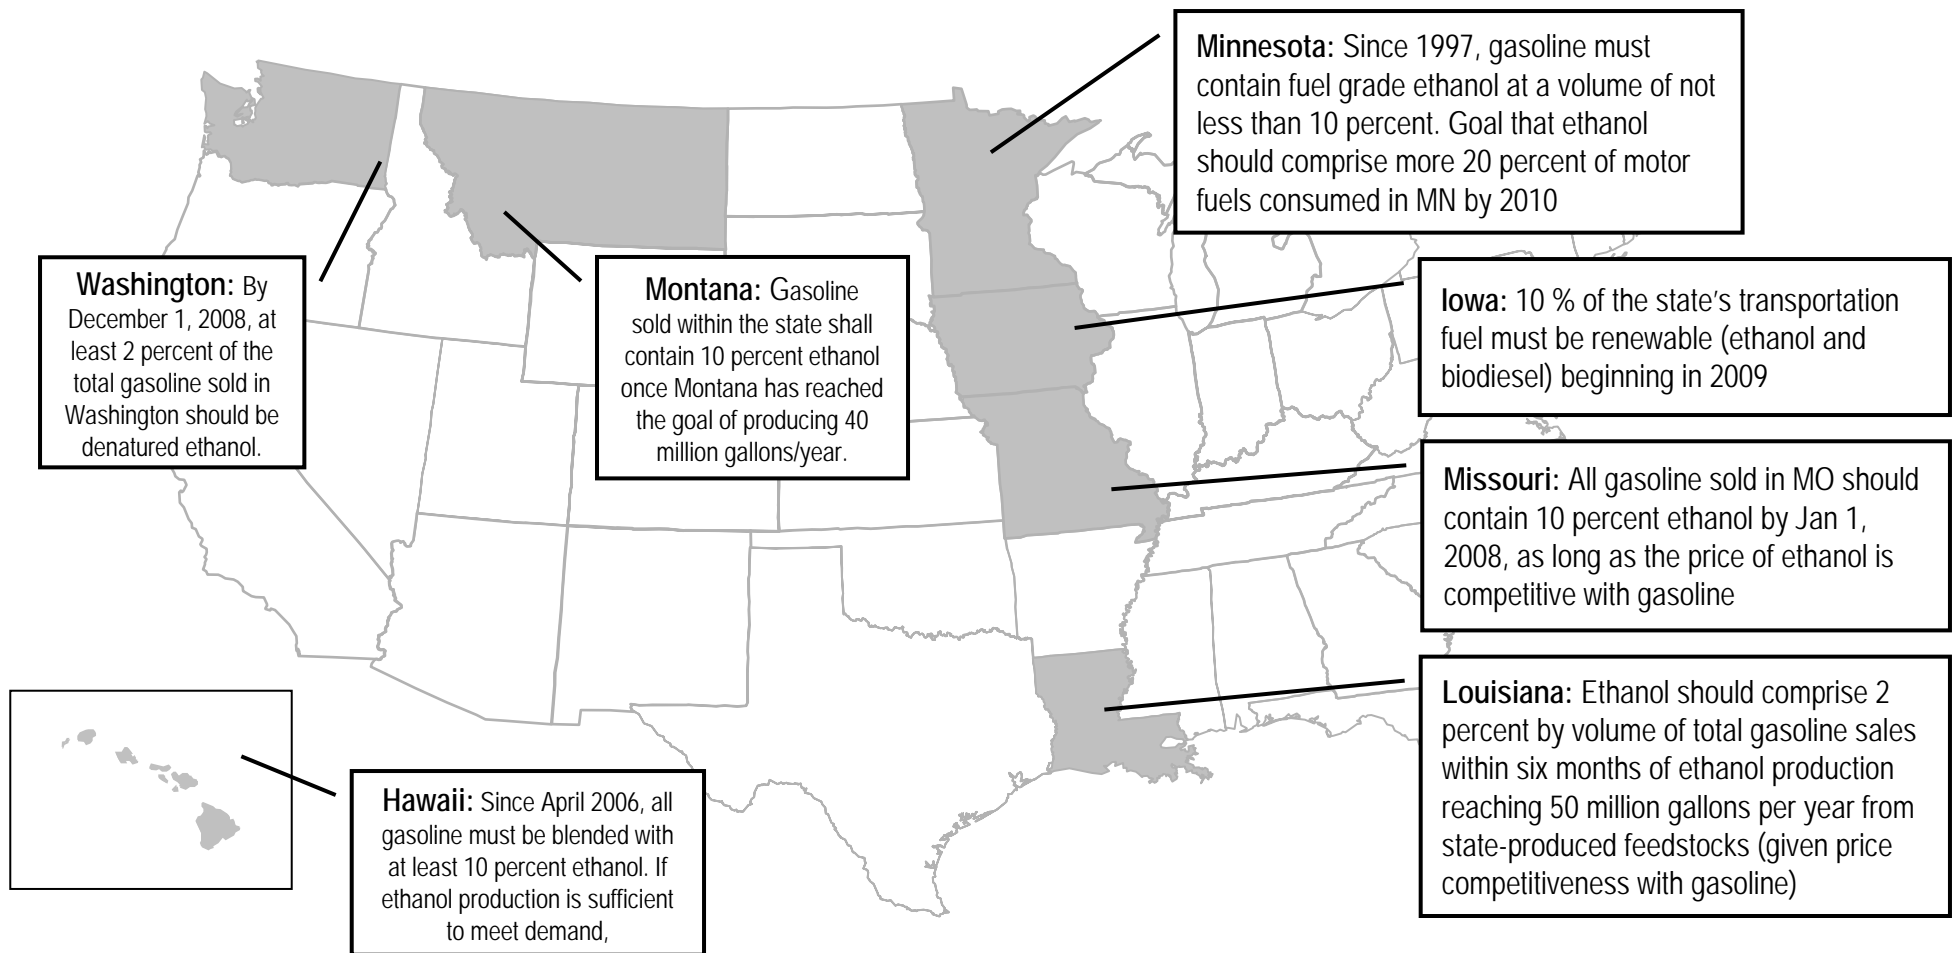 Minnesota: Since 1997, gasoline must
contain fuel grade ethanol at a volume of not
less than 10 percent. Goal that ethanol
should comprise more 20 percent of motor
fuels consumed in MN by 2010
Washington: By
December 1, 2008, at
least 2 percent of the
total gasoline sold in
Washington should be
denatured ethanol.
Montana: Gasoline
sold within the state shall
contain 10 percent ethanol
once Montana has reached
the goal of producing 40
million gallons/year.
Iowa: 10 % of the state’s transportation
fuel must be renewable (ethanol and
biodiesel) beginning in 2009
Missouri: All gasoline sold in MO should
contain 10 percent ethanol by Jan 1,
2008, as long as the price of ethanol is
competitive with gasoline
Louisiana: Ethanol should comprise 2
percent by volume of total gasoline sales
within six months of ethanol production
reaching 50 million gallons per year from
state-produced feedstocks (given price
competitiveness with gasoline)
Hawaii: Since April 2006, all
gasoline must be blended with
at least 10 percent ethanol. If
ethanol production is sufficient
to meet demand,